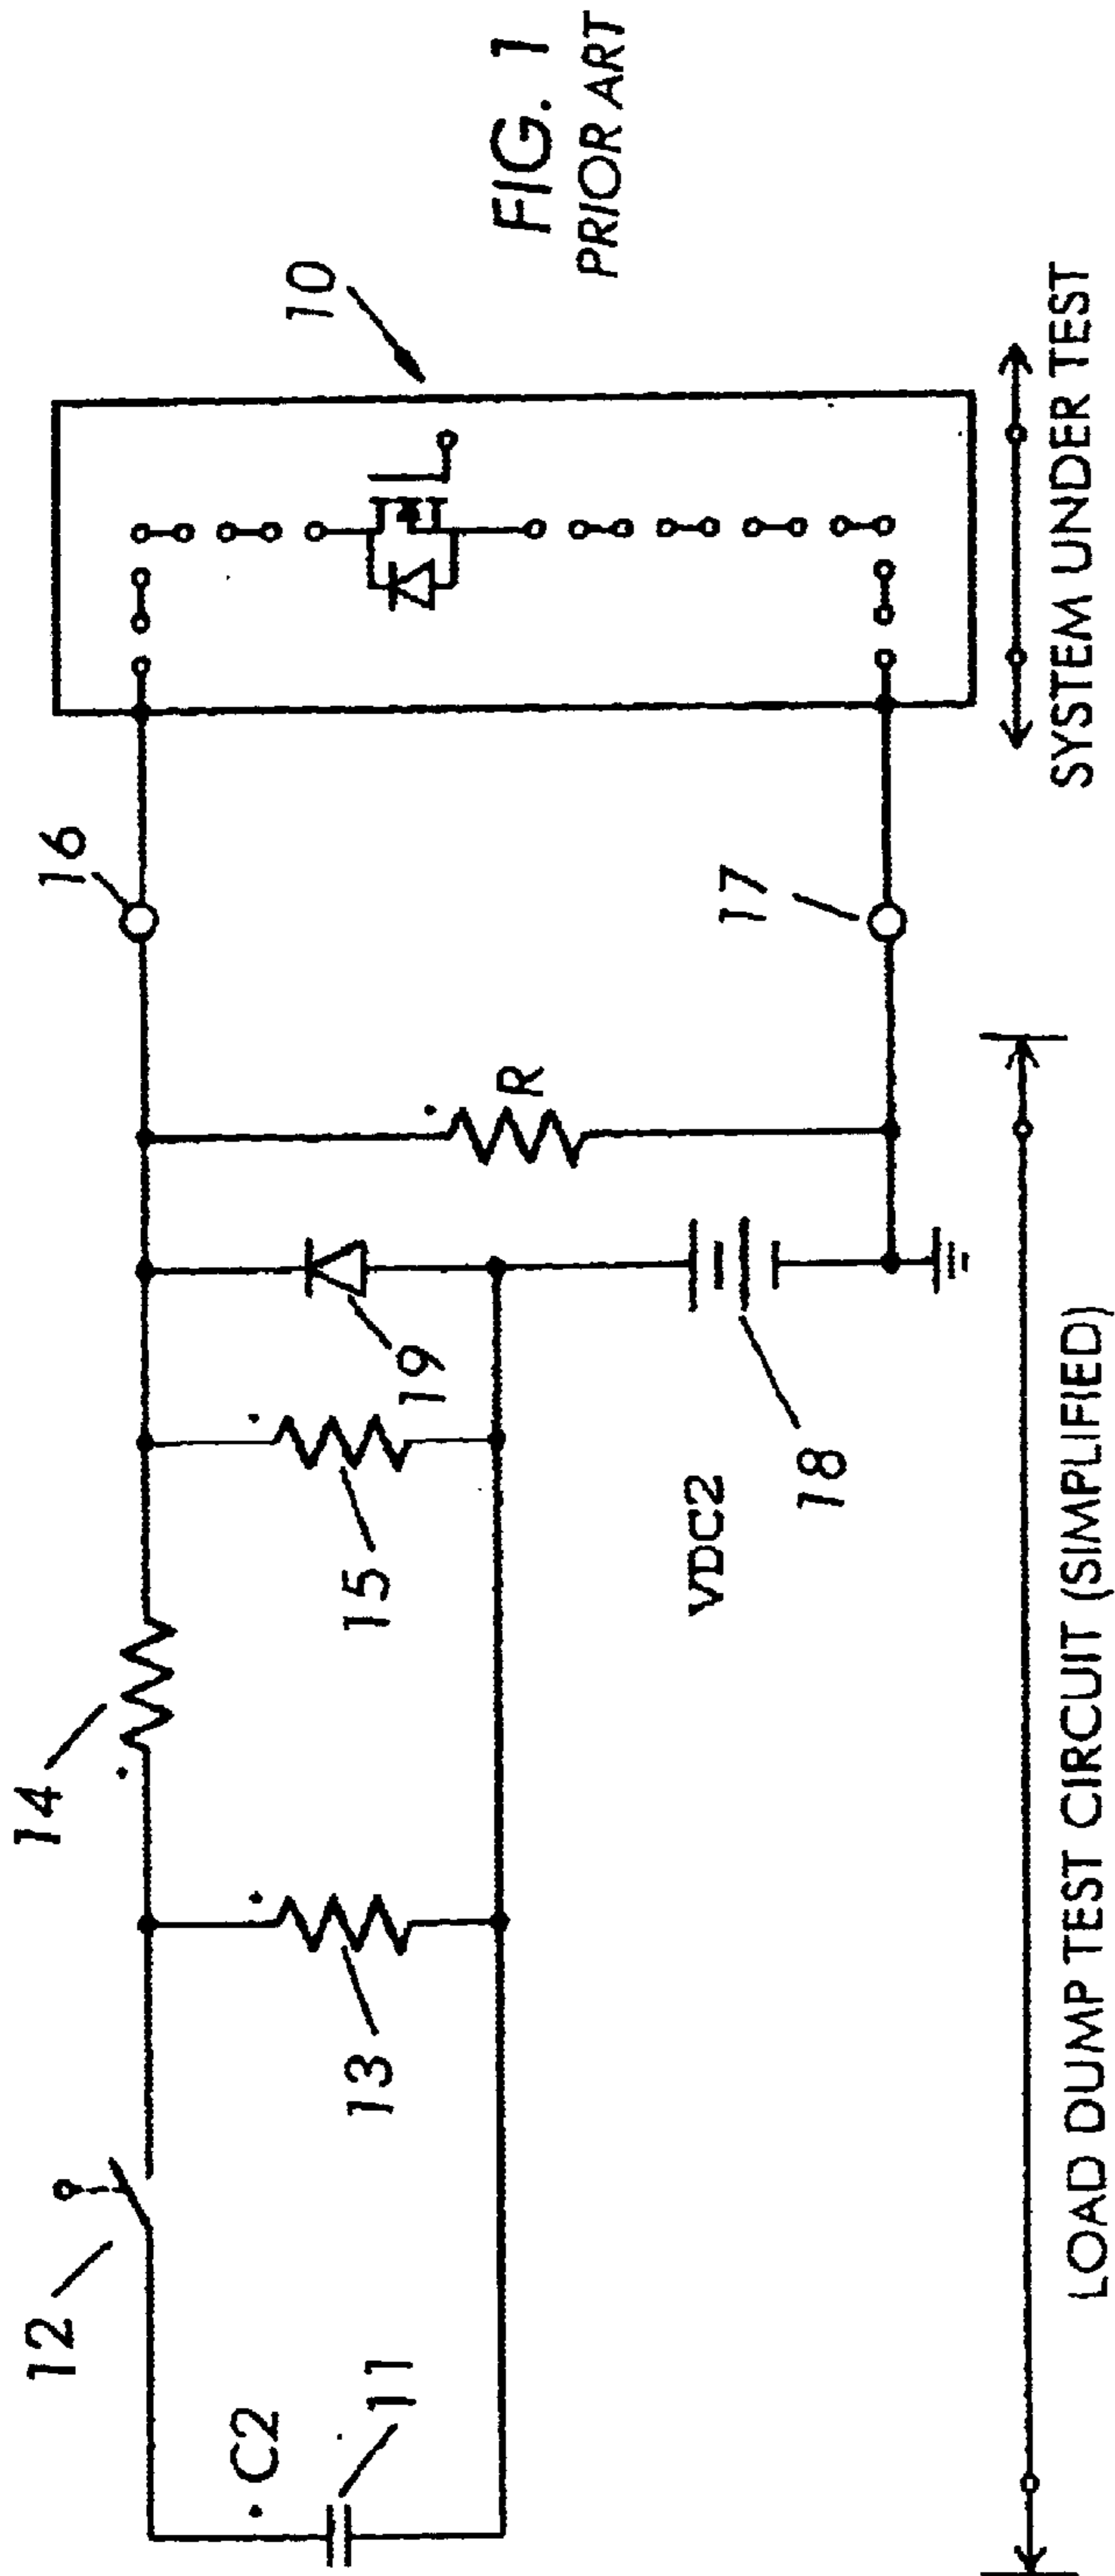 12
14
16
10
C2
11
13
15
19
R
17
VDC2
18
FIG. 1
PRIOR ART
LOAD DUMP TEST CIRCUIT (SIMPLIFIED)
SYSTEM UNDER TEST